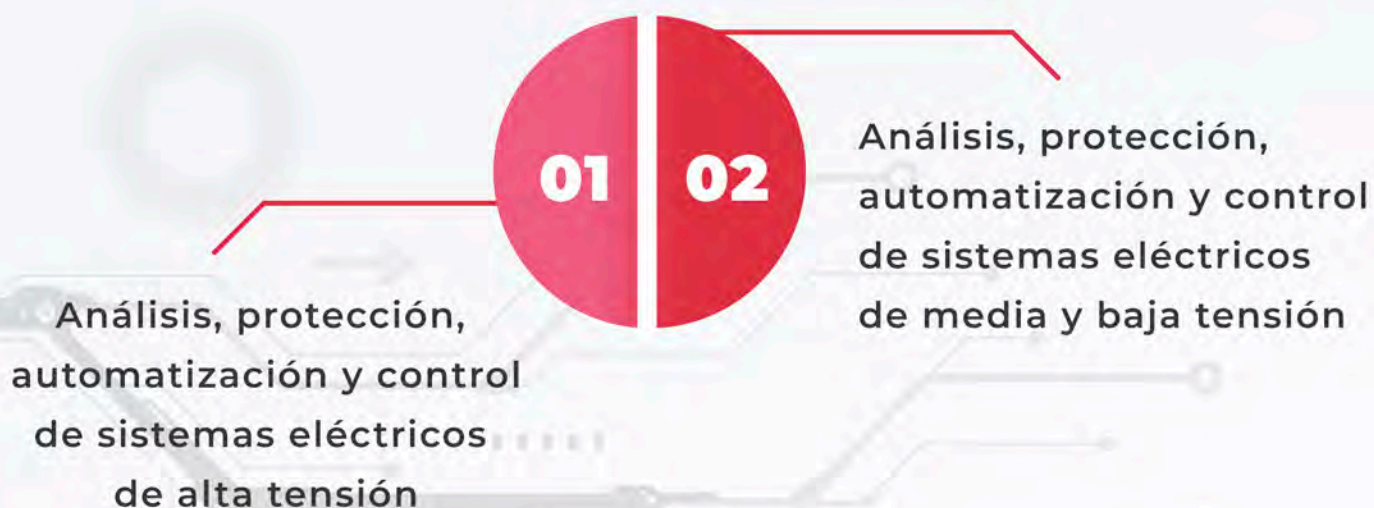 01
Análisis, protección,
automatización y control
de sistemas eléctricos
de alta tensión
02
Análisis, protección,
automatización y control
de sistemas eléctricos
de media y baja tensión